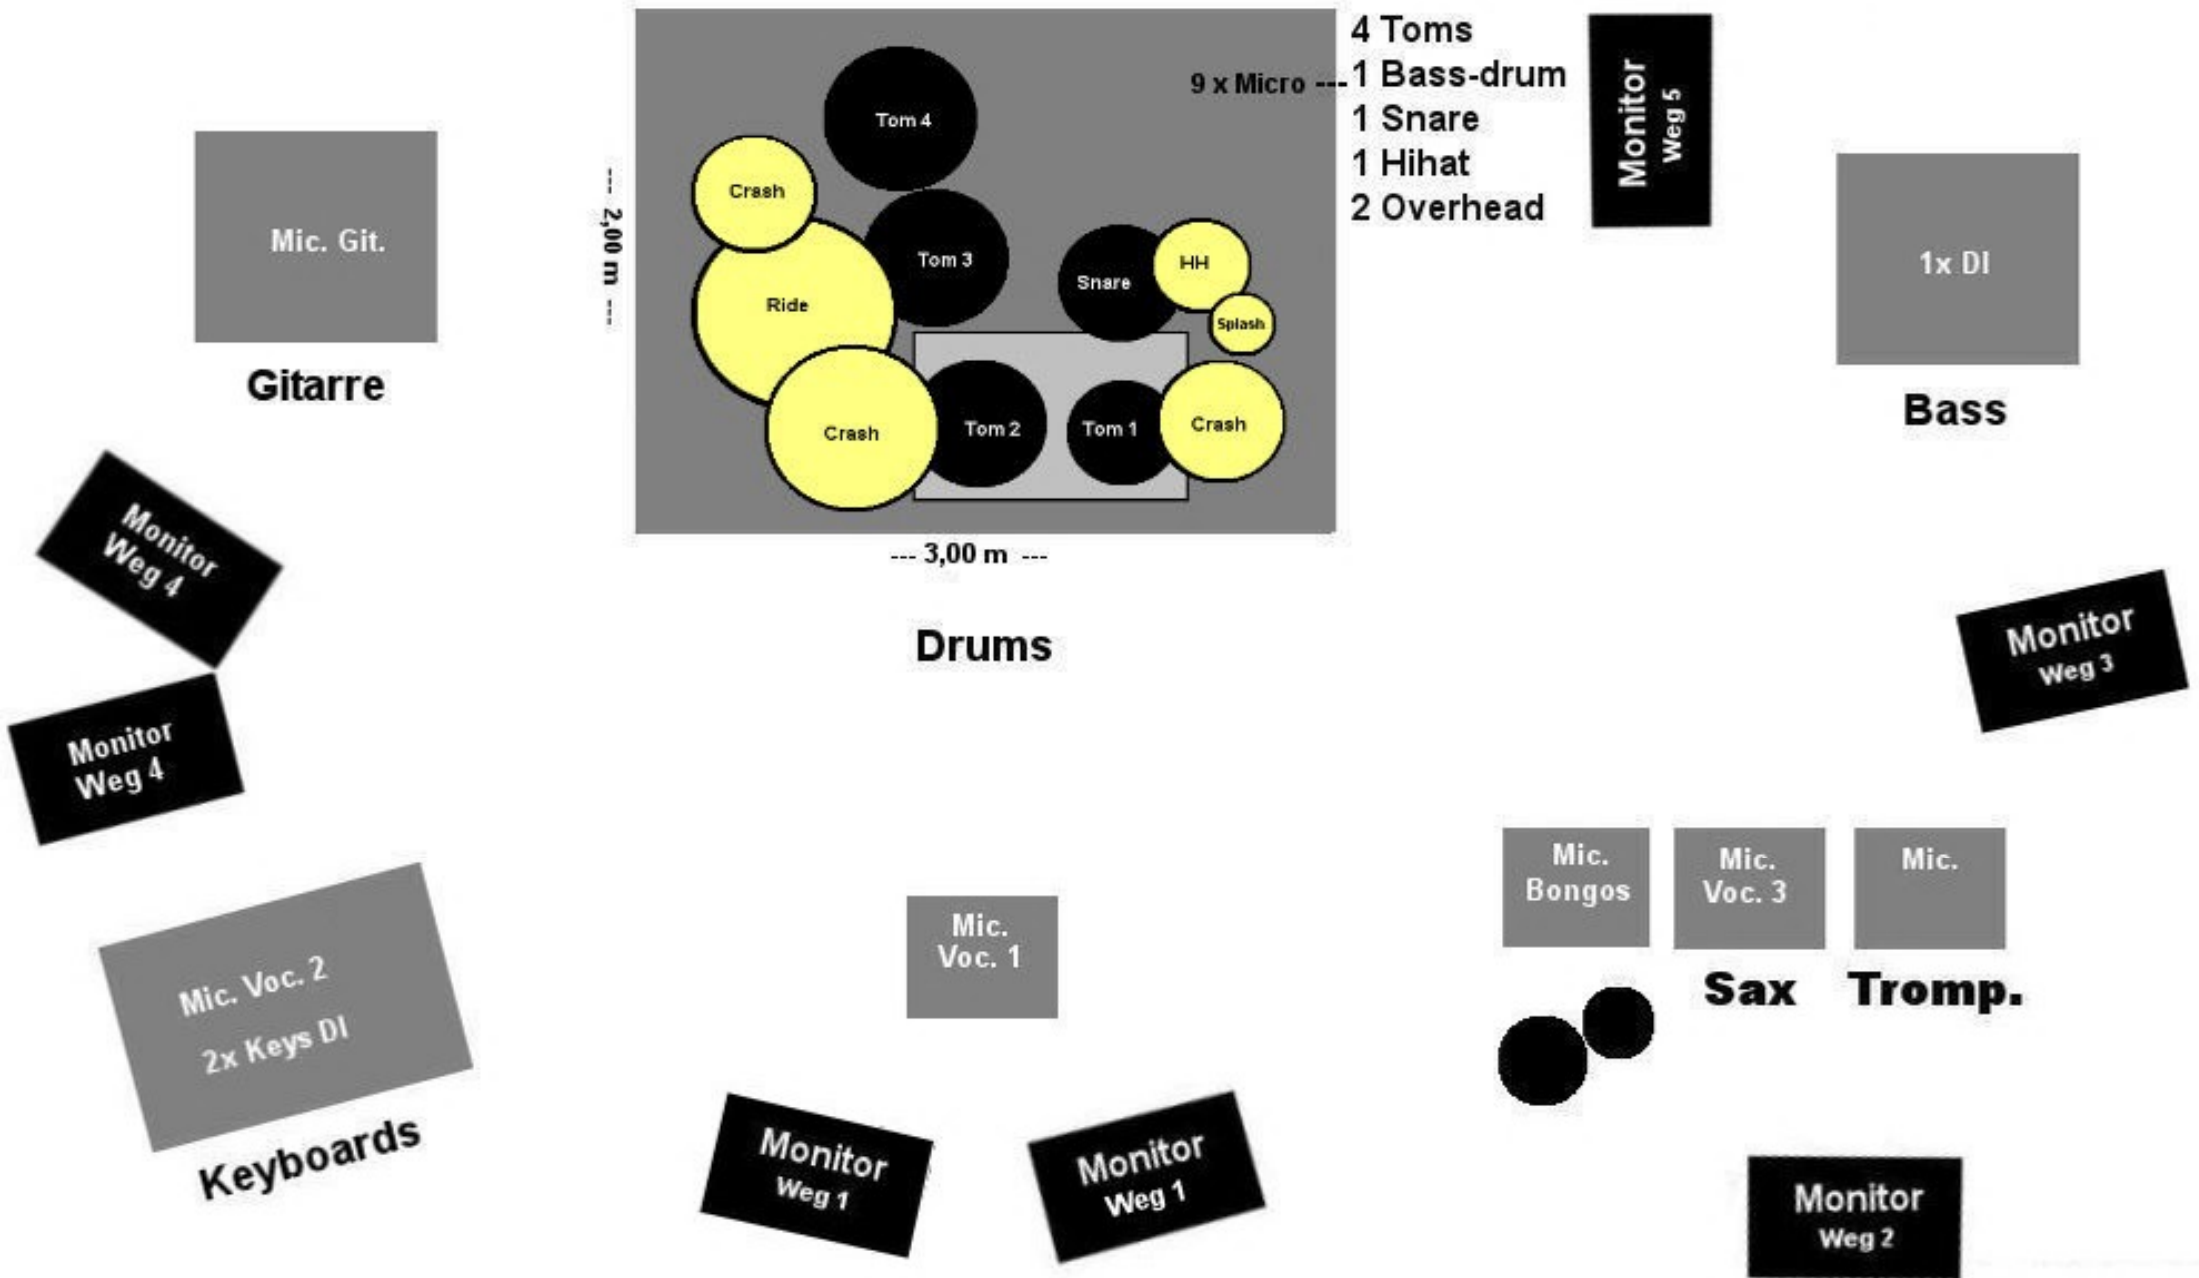 4 Toms
9 x Micro --- 1 Bass-drum
1 Snare
1 Hihat
2 Overhead
Monitor
Weg 5
Tom 4
Crash
Tom 3
Ride
Snare
HH
Splash
Crash
Tom 2
Tom 1
Crash
--- 2,00 m ---
--- 3,00 m ---
Drums
Mic. Git.
Gitarre
1x DI
Bass
Monitor
Weg 4
Monitor
Weg 4
Monitor
Weg 3
Mic. Voc. 2
2x Keys DI
Keyboards
Mic.
Voc. 1
Mic.
Bongos
Mic.
Voc. 3
Mic.
Sax
Tromp.
Monitor
Weg 1
Monitor
Weg 1
Monitor
Weg 2